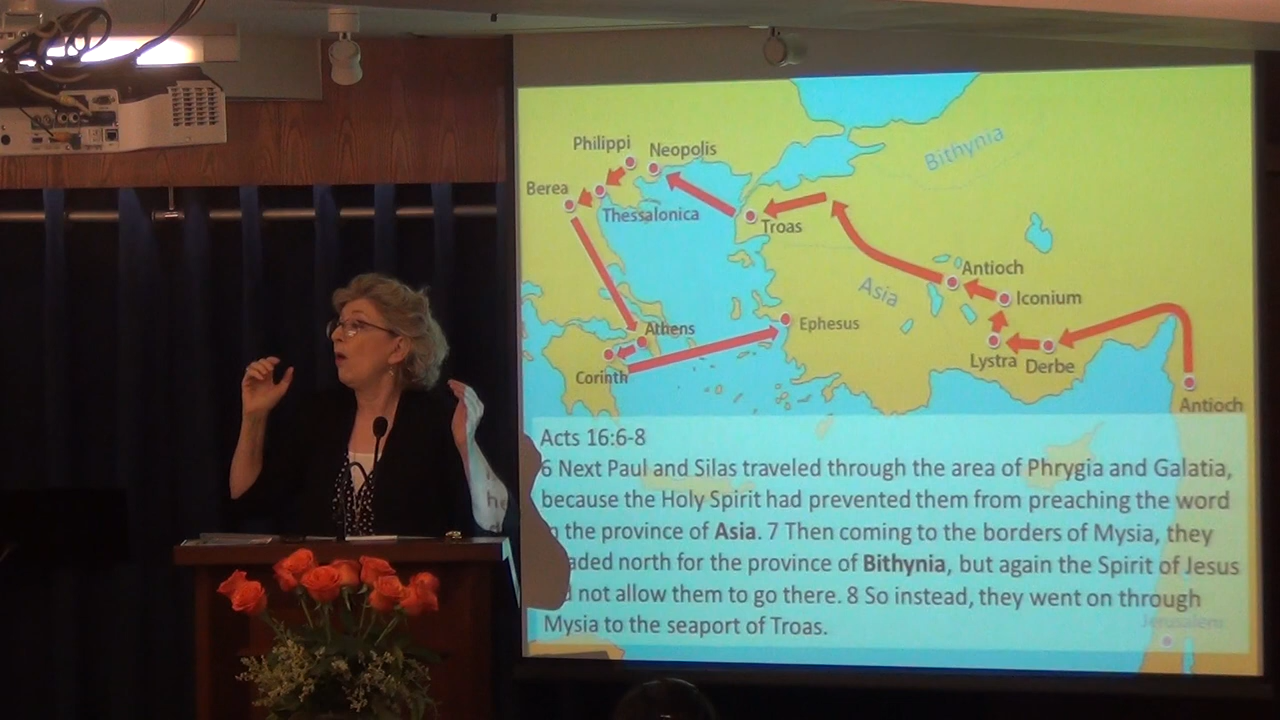 Bithynia
Philippi
Neopolis
Berea
Thessalonica
Troas
Antioch
Asia
Iconium
Ephesus
Athens
Lystra
Derbe
Corinth
Antioch
Acts 16:6-8
6 Next Paul and Silas traveled through the area of Phrygia and Galatia,
because the Holy Spirit had prevented them from preaching the word
the province of Asia. 7 Then coming to the borders of Mysia, they
aded north for the province of Bithynia, but again the Spirit of Jesus
not allow them to go there. 8 So instead, they went on through
Mysia to the seaport of Troas.
Jerusalem
he